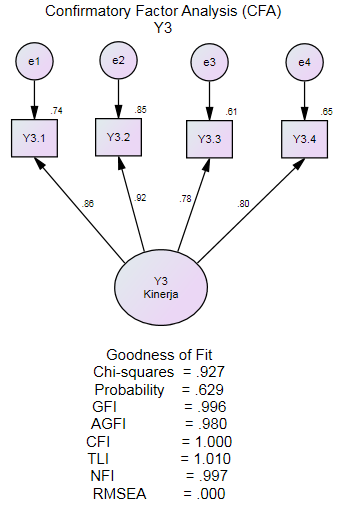 Confirmatory Factor Analysis (CFA)
Y3
e1 e2 e3 e4
.74 .85 .61 .65
Y3.1 Y3.2 Y3.3 Y3.4
.86 .92 .78 .80
Y3
Kinerja
Goodness of Fit
Chi-squares = .927
Probability = .629
GFI = .996
AGFI = .980
CFI = 1.000
TLI = 1.010
NFI = .997
RMSEA = .000